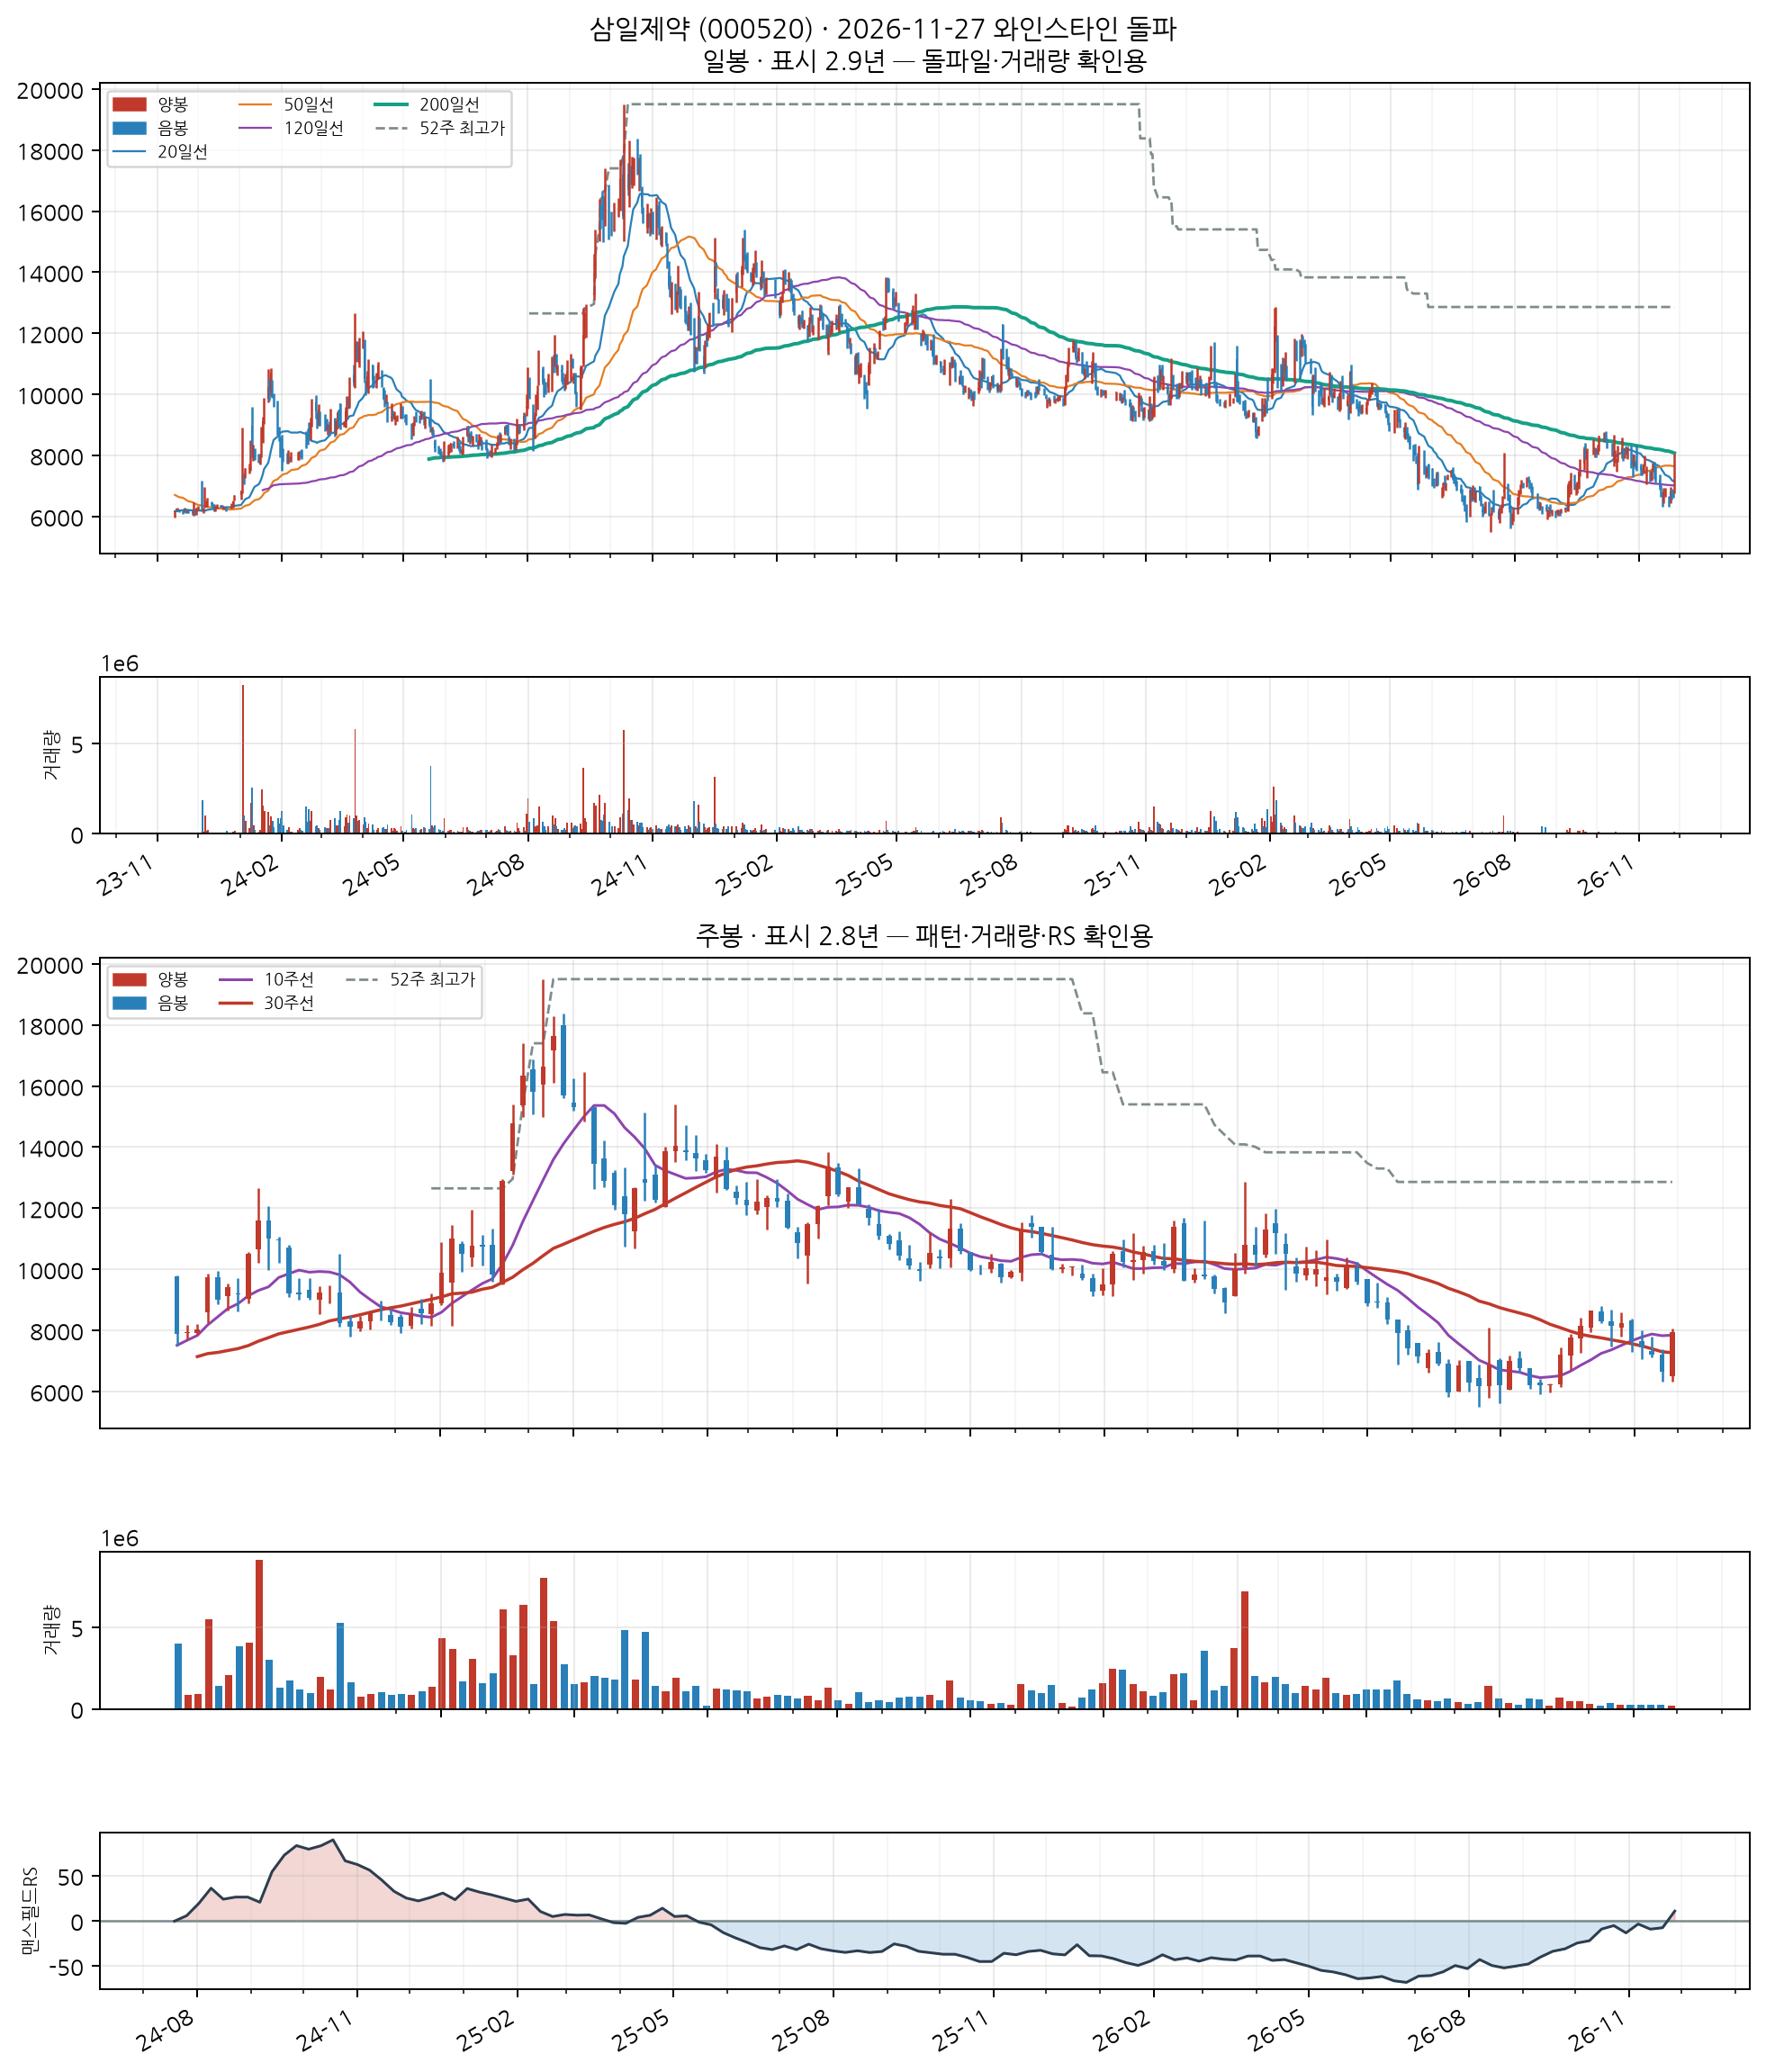 삼일제약 (000520) · 2026-11-27 와인스타인 돌파
일봉 · 표시 2.9년 — 돌파일·거래량 확인용
양봉 50일선 200일선
음봉 120일선 52주 최고가
20일선
20000
18000
16000
14000
12000
10000
8000
6000
1e6
거래량
5
0
23-11 24-02 24-05 24-08 24-11 25-02 25-05 25-08 25-11 26-02 26-05 26-08 26-11
주봉 · 표시 2.8년 — 패턴·거래량·RS 확인용
양봉 10주선 52주 최고가
음봉 30주선
20000
18000
16000
14000
12000
10000
8000
6000
1e6
거래량
5
0
맨스필드RS
50
0
-50
24-08 24-11 25-02 25-05 25-08 25-11 26-02 26-05 26-08 26-11